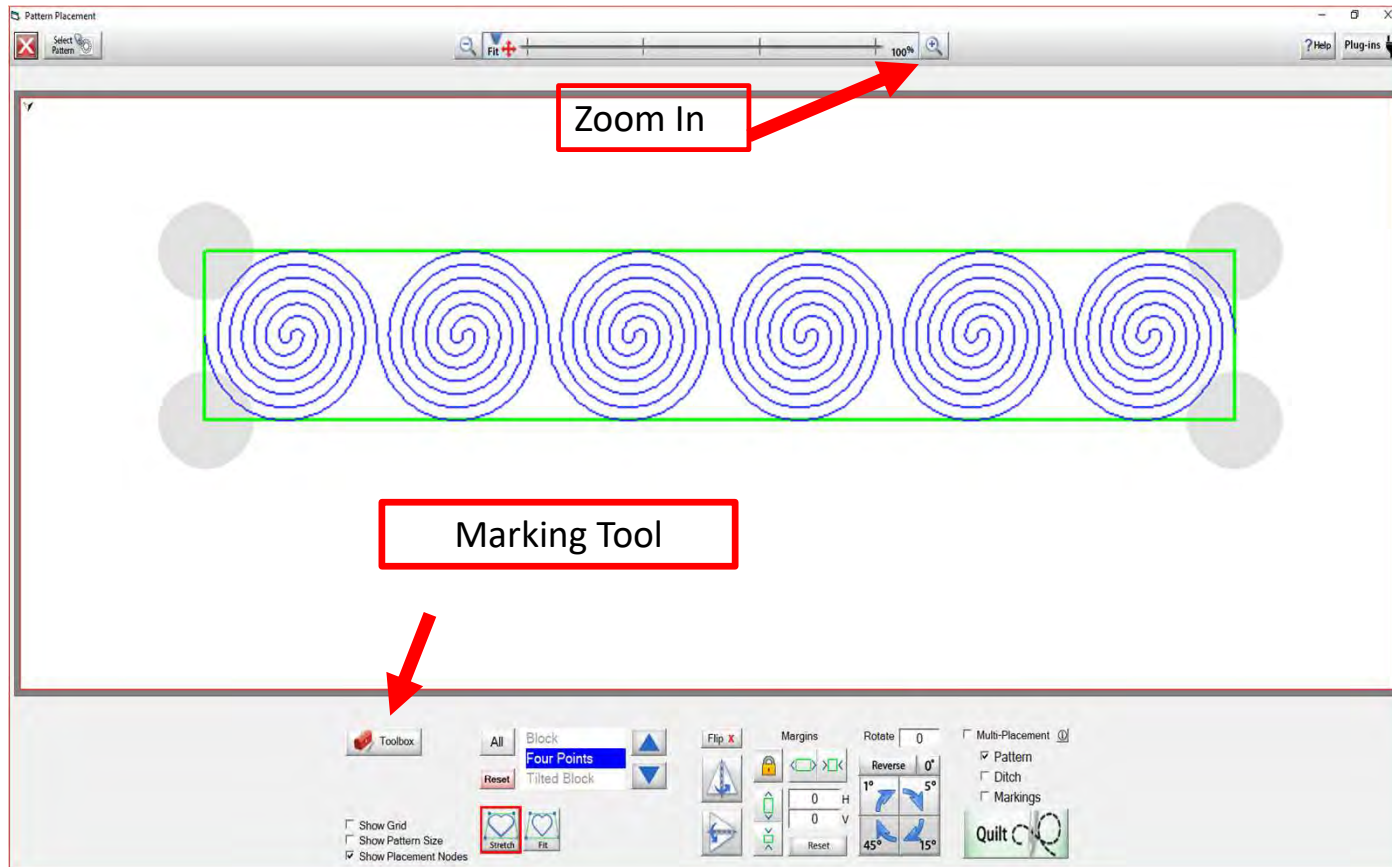 Pattern Placement
Select
Pattern
Fit
100%
? Help
Plug-ins
Zoom In
Marking Tool
Toolbox
All
Reset
Block
Four Points
Tilted Block
Flip X
Margins
0 H
0 V
Reset
Rotate 0
Reverse 0°
1° 5°
45° 15°
Multi-Placement
Pattern
Ditch
Markings
Quilt
Show Grid
Show Pattern Size
Show Placement Nodes
Stretch
Fit